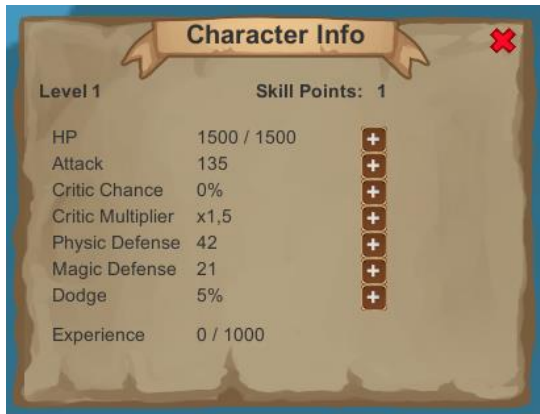 Character Info
Level 1 Skill Points: 1
HP 1500 / 1500 +
Attack 135 +
Critic Chance 0% +
Critic Multiplier x1,5 +
Physic Defense 42 +
Magic Defense 21 +
Dodge 5% +
Experience 0 / 1000